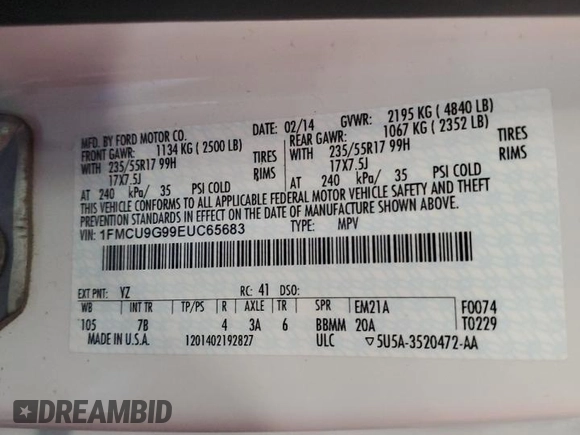 MFD. BY FORD MOTOR CO.
DATE: 02/14 GVWR: 2195 KG ( 4840 LB)
FRONT GAWR: 1134 KG ( 2500 LB) REAR GAWR: 1067 KG ( 2352 LB)
WITH 235/55R17 99H TIRES WITH 235/55R17 99H TIRES
17X7.5J RIMS 17X7.5J RIMS
AT 240 kPa/ 35 PSI COLD AT 240 kPa/ 35 PSI COLD
THIS VEHICLE CONFORMS TO ALL APPLICABLE FEDERAL MOTOR VEHICLE SAFETY AND THEFT
PREVENTION STANDARDS IN EFFECT ON THE DATE OF MANUFACTURE SHOWN ABOVE.
VIN: 1FMCU9G99EUC65683 TYPE: MPV
EXT PNT: YZ RC: 41 DSO:
WB INT TR TP/PS R AXLE TR SPR EM21A F0074
105 7B 4 3A 6 BBMM 20A T0229
MADE IN U.S.A. 1201402192827 ULC ▽5U5A-3520472-AA
DREAMBID